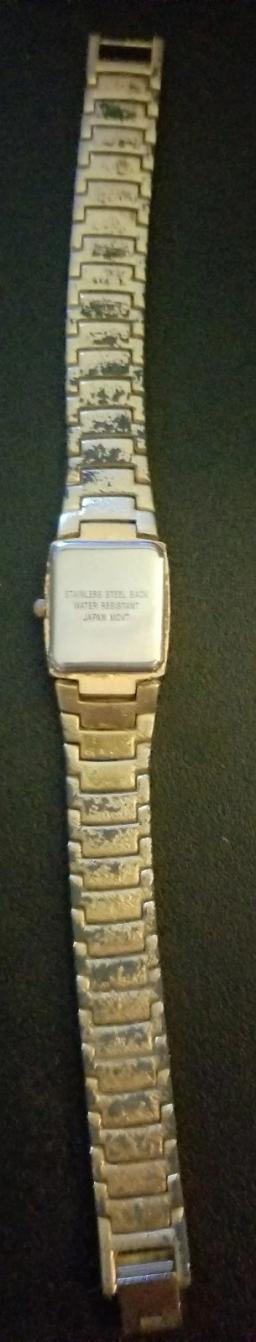 STAINLESS STEEL BACK
WATER RESISTANT
JAPAN MOVT